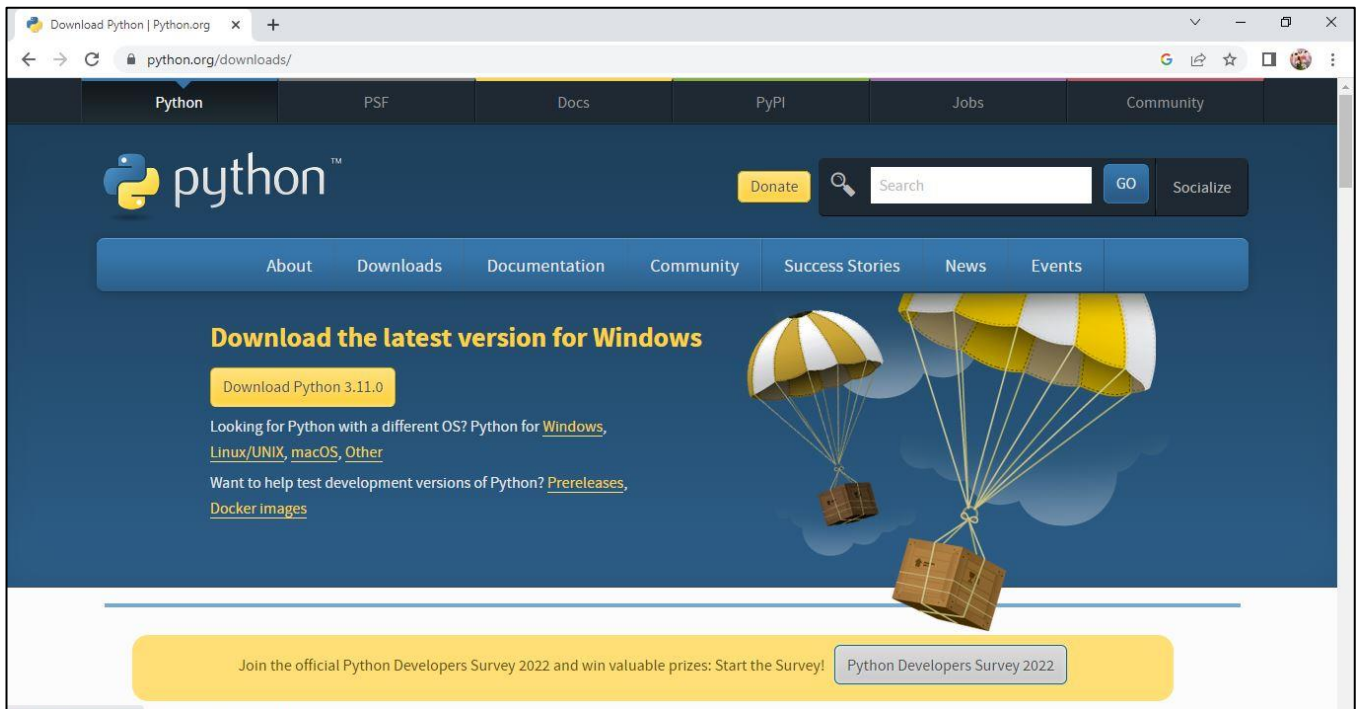 Download Python | Python.org
python.org/downloads/
Python PSF Docs PyPI Jobs Community
python™
Donate Search GO Socialize
About Downloads Documentation Community Success Stories News Events
Download the latest version for Windows
Download Python 3.11.0
Looking for Python with a different OS? Python for Windows,
Linux/UNIX, macOS, Other
Want to help test development versions of Python? Prereleases,
Docker images
Join the official Python Developers Survey 2022 and win valuable prizes: Start the Survey! Python Developers Survey 2022